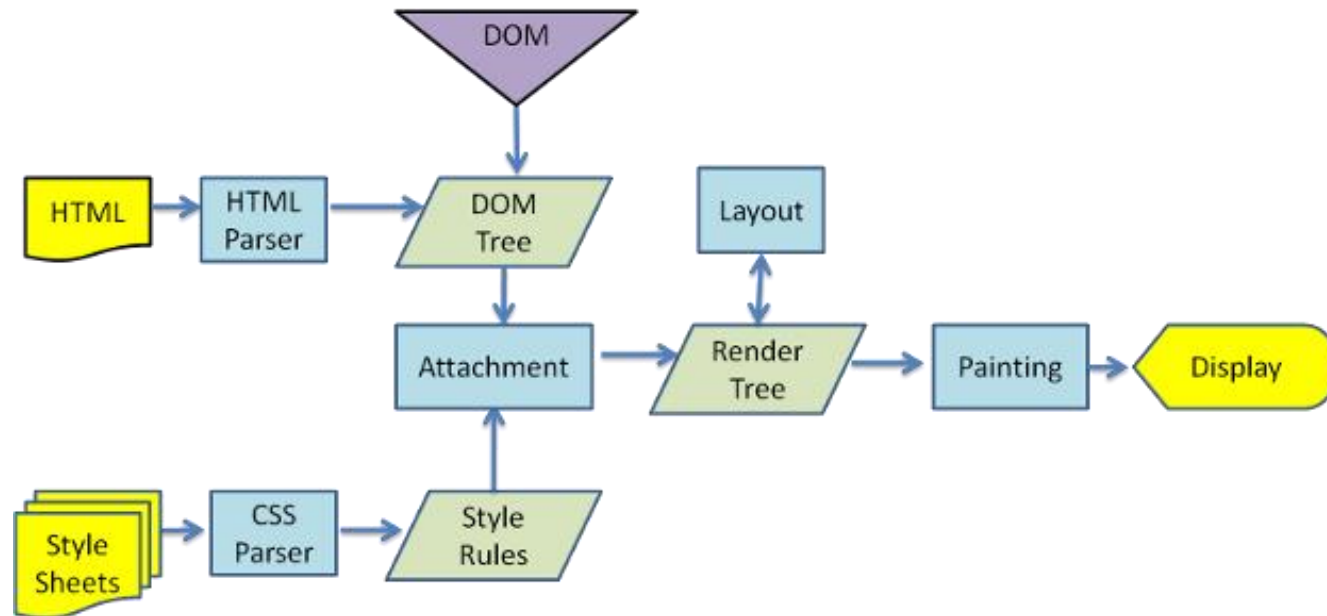 DOM
HTML
HTML
Parser
DOM
Tree
Layout
Attachment
Render
Tree
Painting
Display
Style
Sheets
CSS
Parser
Style
Rules